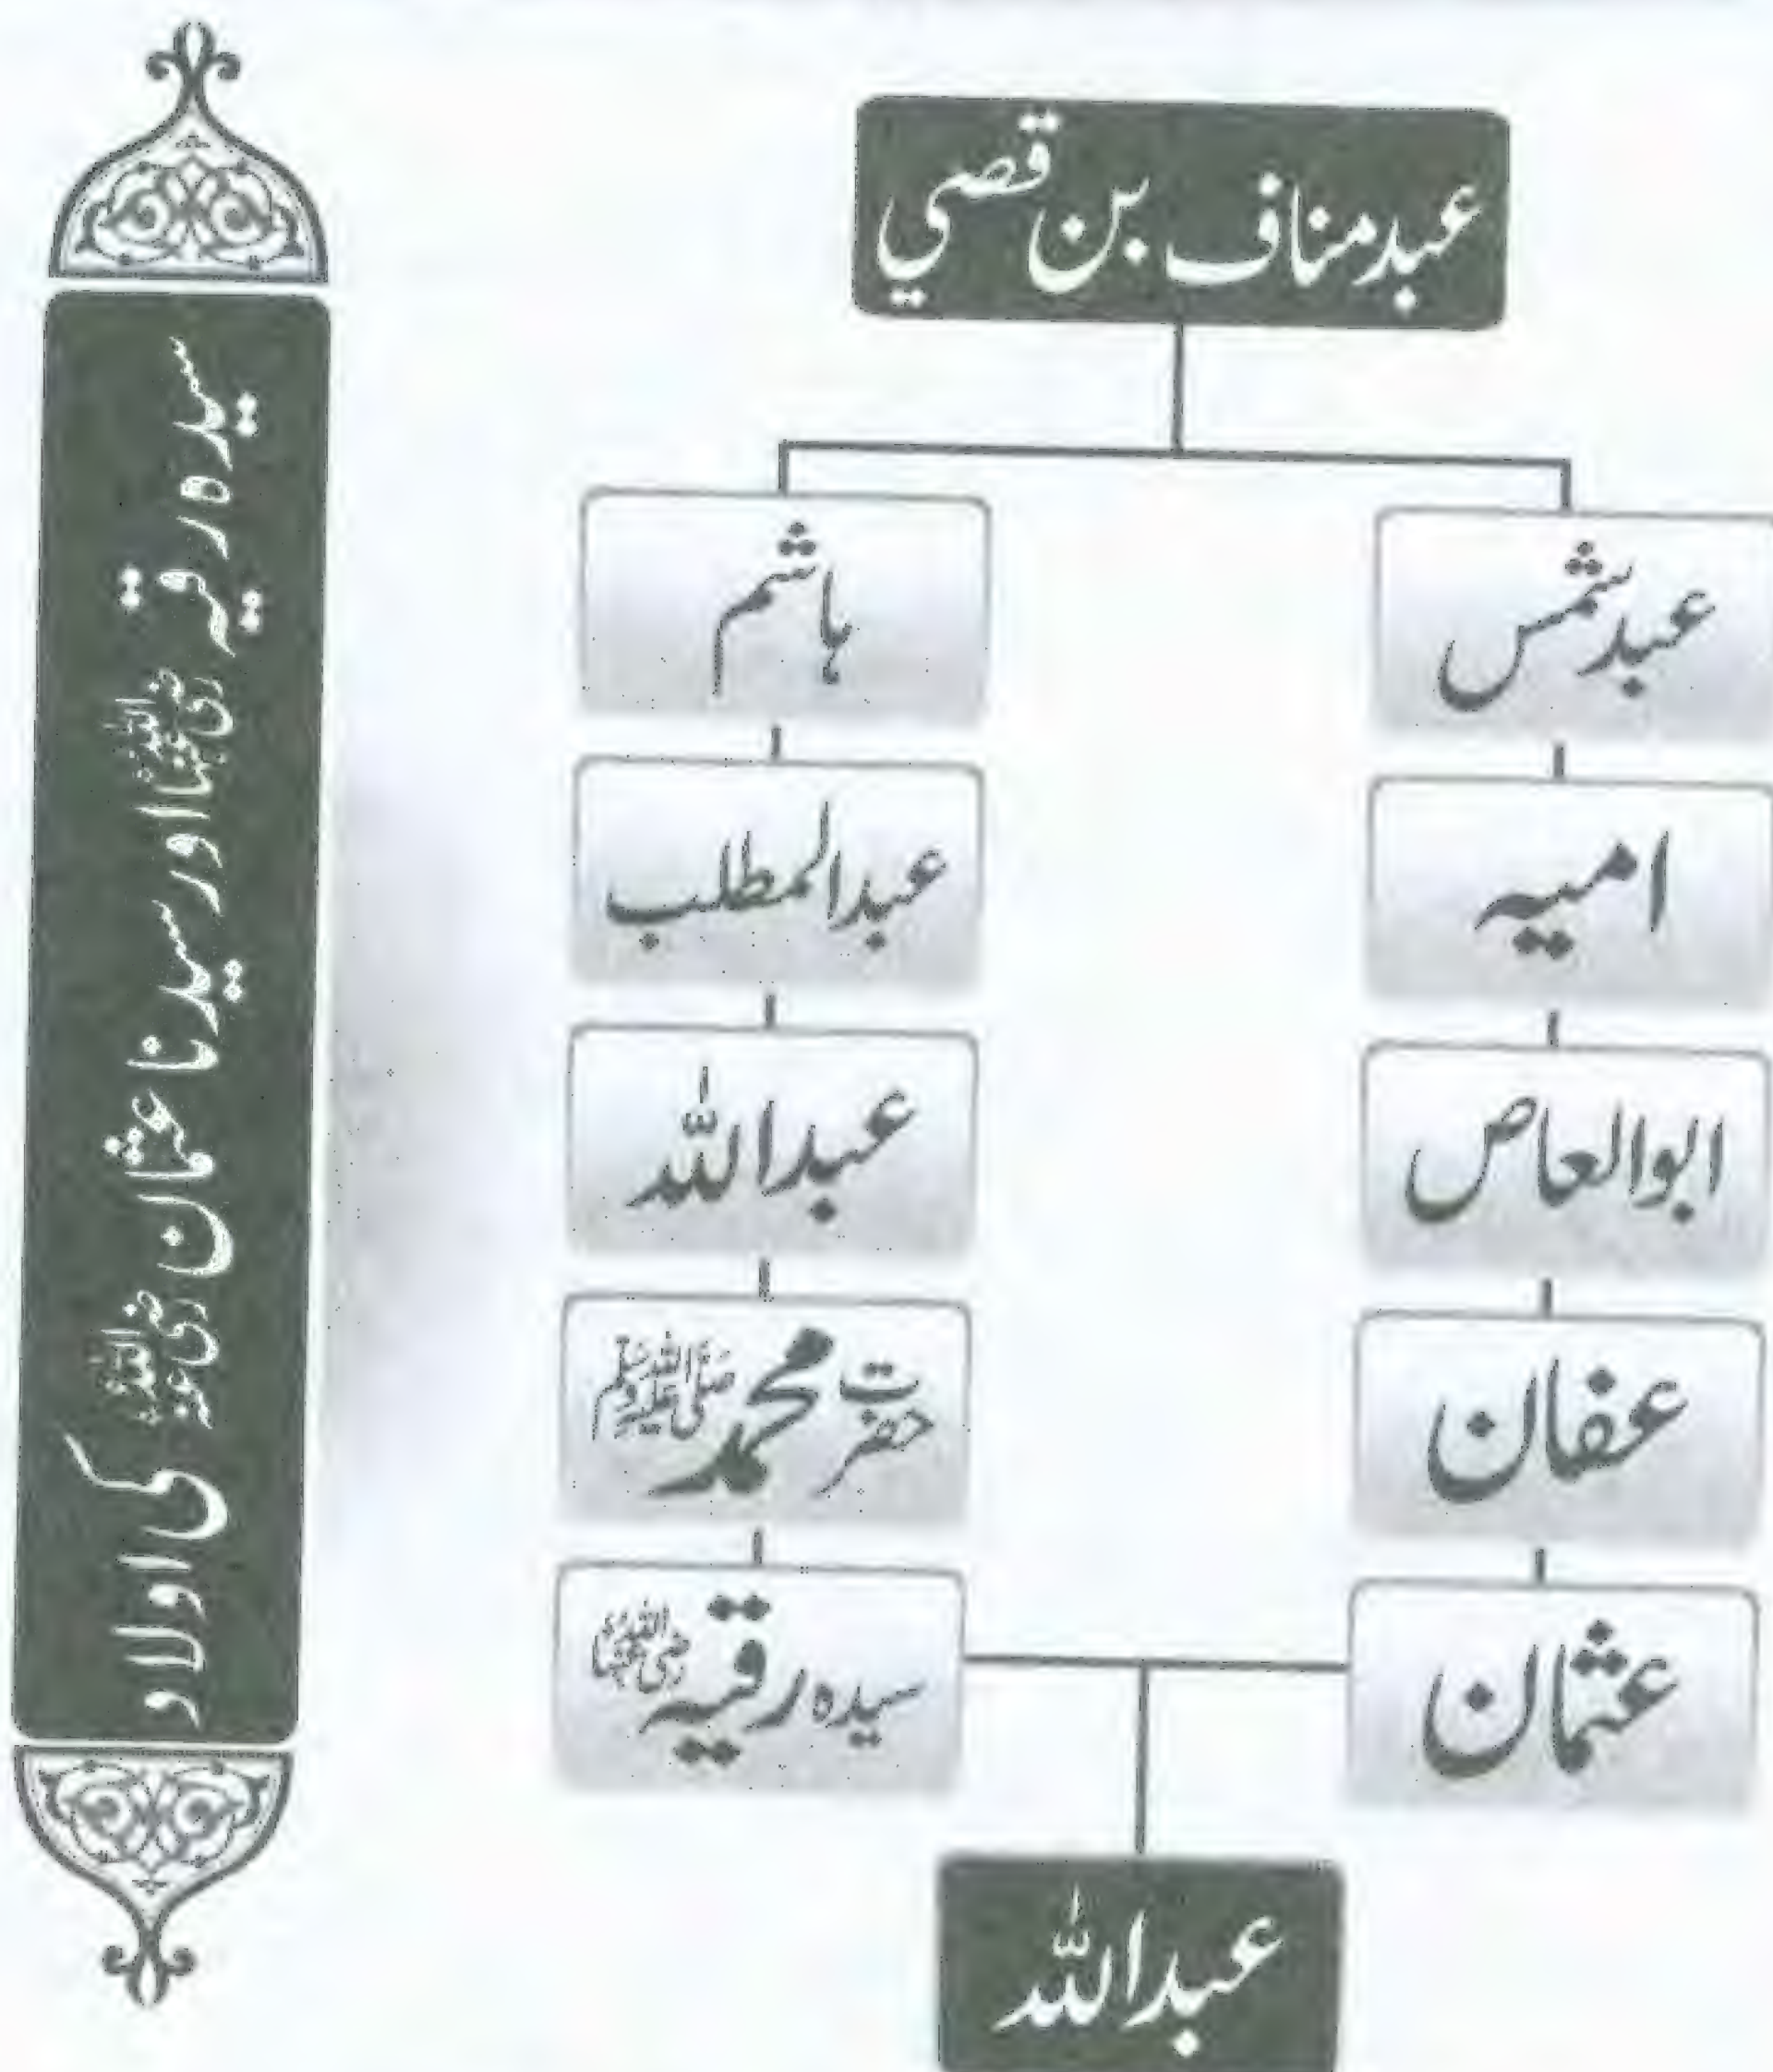 سیدہ رقیہ رضی اللہ عنہا اور سیدنا عثمان رضی اللہ عنہ کی اولاد
عبدمناف بن قصي
عبدشمس
ہاشم
امیہ
عبدالمطلب
ابوالعاص
عبداللہ
عفان
حضرت محمد صلی اللہ علیہ وسلم
عثمان
سیدہ رقیہ رضی اللہ عنہا
عبداللہ